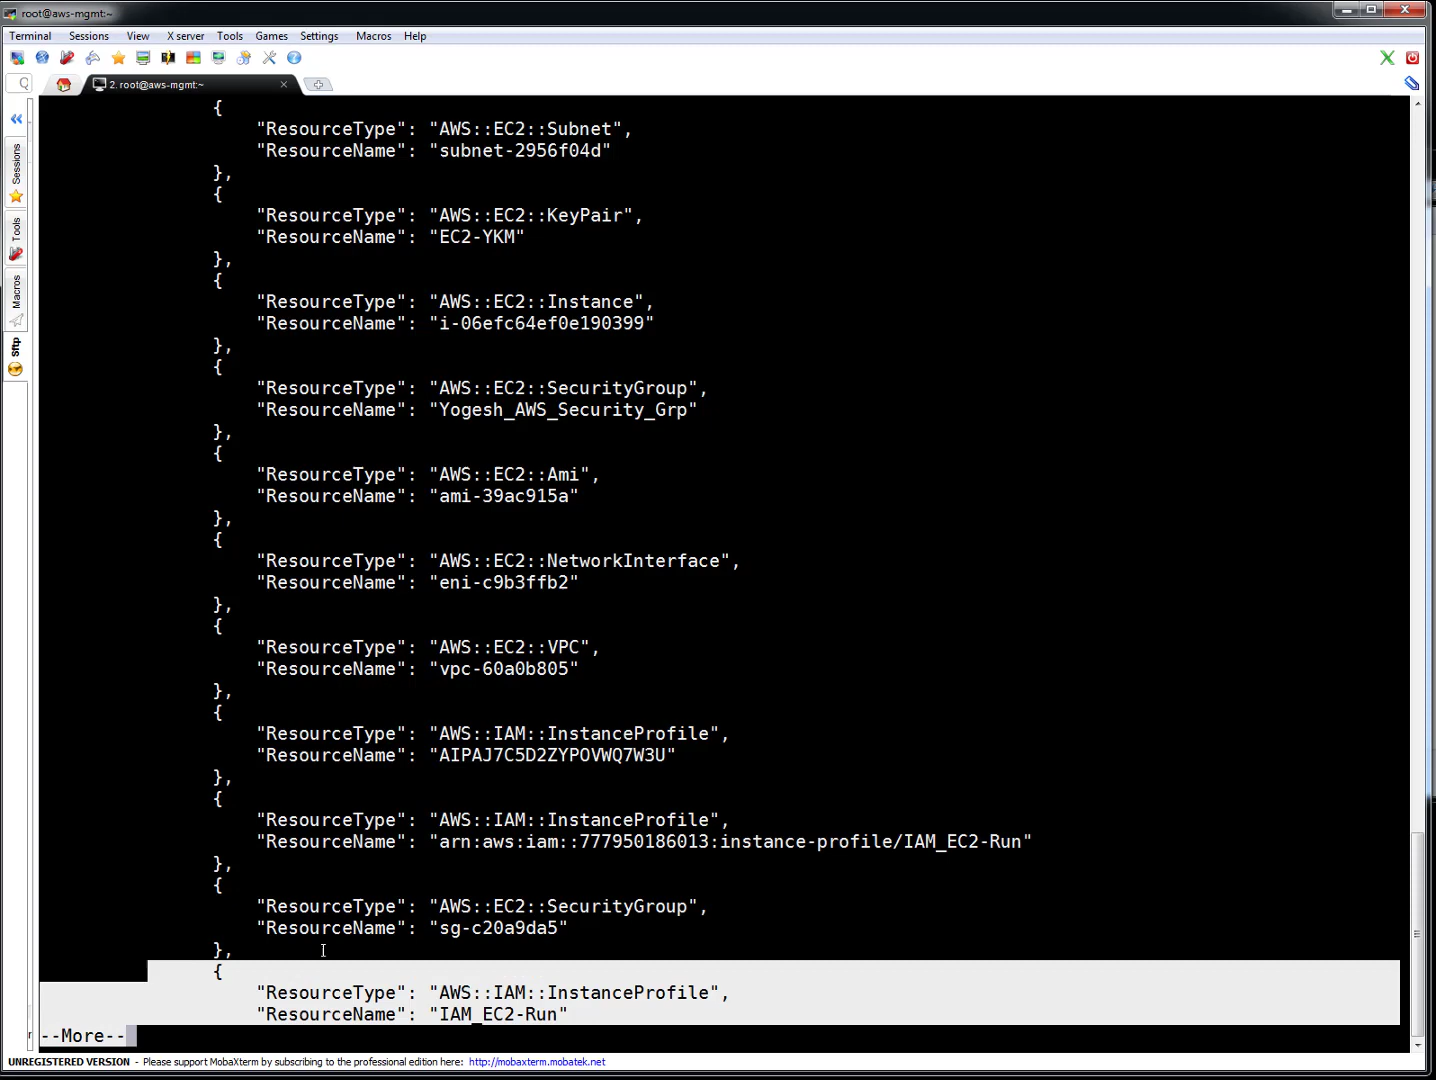 root@aws-mgmt:~
Terminal Sessions View X server Tools Games Settings Macros Help
2. root@aws-mgmt:~
Sessions
Tools
Macros
Sftp
{
"ResourceType": "AWS::EC2::Subnet",
"ResourceName": "subnet-2956f04d"
},
{
"ResourceType": "AWS::EC2::KeyPair",
"ResourceName": "EC2-YKM"
},
{
"ResourceType": "AWS::EC2::Instance",
"ResourceName": "i-06efc64ef0e190399"
},
{
"ResourceType": "AWS::EC2::SecurityGroup",
"ResourceName": "Yogesh_AWS_Security_Grp"
},
{
"ResourceType": "AWS::EC2::Ami",
"ResourceName": "ami-39ac915a"
},
{
"ResourceType": "AWS::EC2::NetworkInterface",
"ResourceName": "eni-c9b3ffb2"
},
{
"ResourceType": "AWS::EC2::VPC",
"ResourceName": "vpc-60a0b805"
},
{
"ResourceType": "AWS::IAM::InstanceProfile",
"ResourceName": "AIPAJ7C5D2ZYPOVWQ7W3U"
},
{
"ResourceType": "AWS::IAM::InstanceProfile",
"ResourceName": "arn:aws:iam::777950186013:instance-profile/IAM_EC2-Run"
},
{
"ResourceType": "AWS::EC2::SecurityGroup",
"ResourceName": "sg-c20a9da5"
},
{
"ResourceType": "AWS::IAM::InstanceProfile",
"ResourceName": "IAM_EC2-Run"
--More--
UNREGISTERED VERSION - Please support MobaXterm by subscribing to the professional edition here: http://mobaxterm.mobatek.net